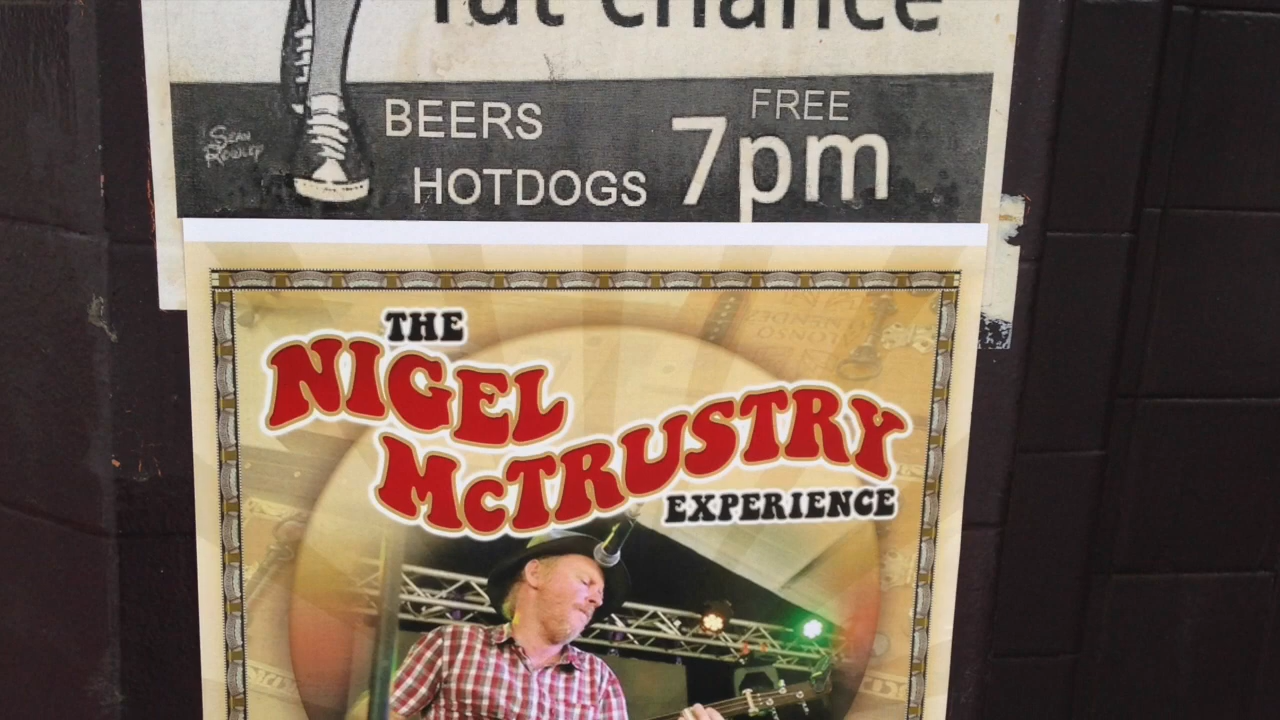 fat chance
FREE
BEERS
7pm
HOTDOGS
SEAN
ROWLEY
THE
NIGEL
McTRUSTRY
EXPERIENCE